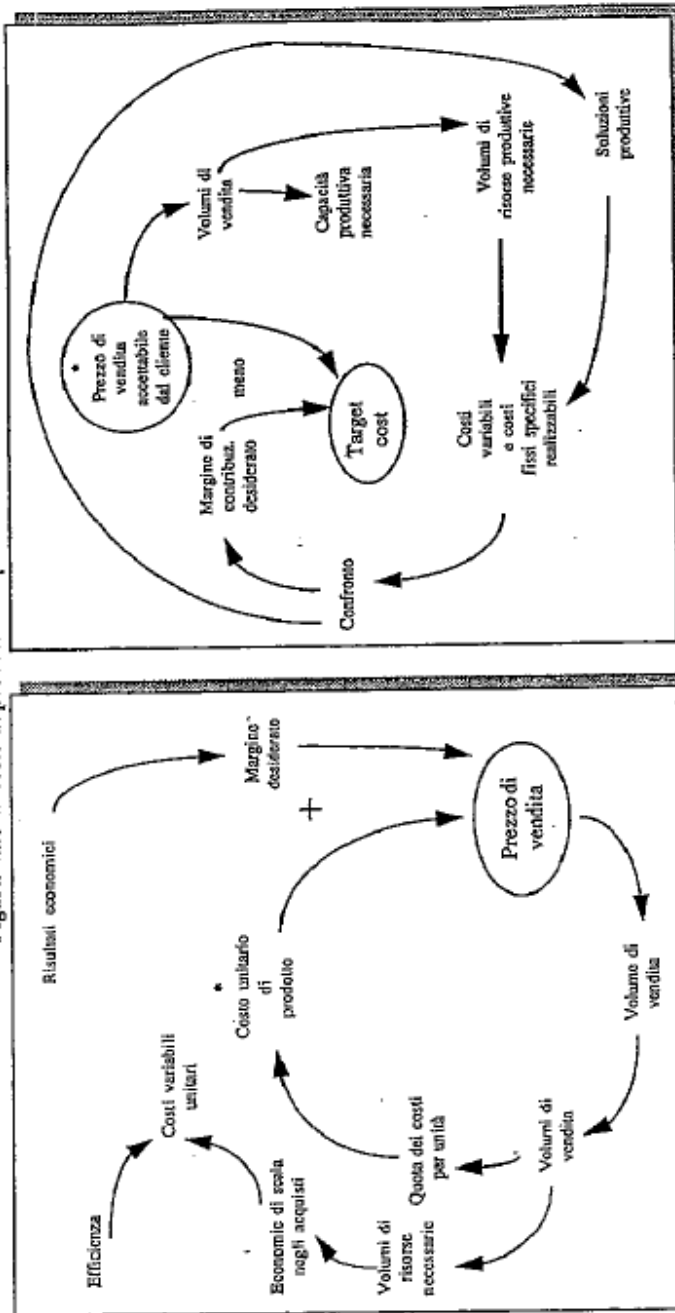 Risultati economici
Efficienza
Costi variabili
unitari
Margine
desiderato
*
Costo unitario
di
prodotto
+
Economie di scala
negli acquisti
Quota dei costi
per unità
Volumi di
risorse
necessarie
Prezzo di
vendita
Volumi di
vendita
Volume di
vendita
*
Prezzo di
vendita
accettabile
dal cliente
Volumi di
vendita
Margine di
contribuz.
desiderato
meno
Capacità
produttiva
necessaria
Target
cost
Confronto
Costi
variabili
e costi
fissi specifici
realizzabili
Volumi di
risorse produttive
necessarie
Soluzioni
produttive